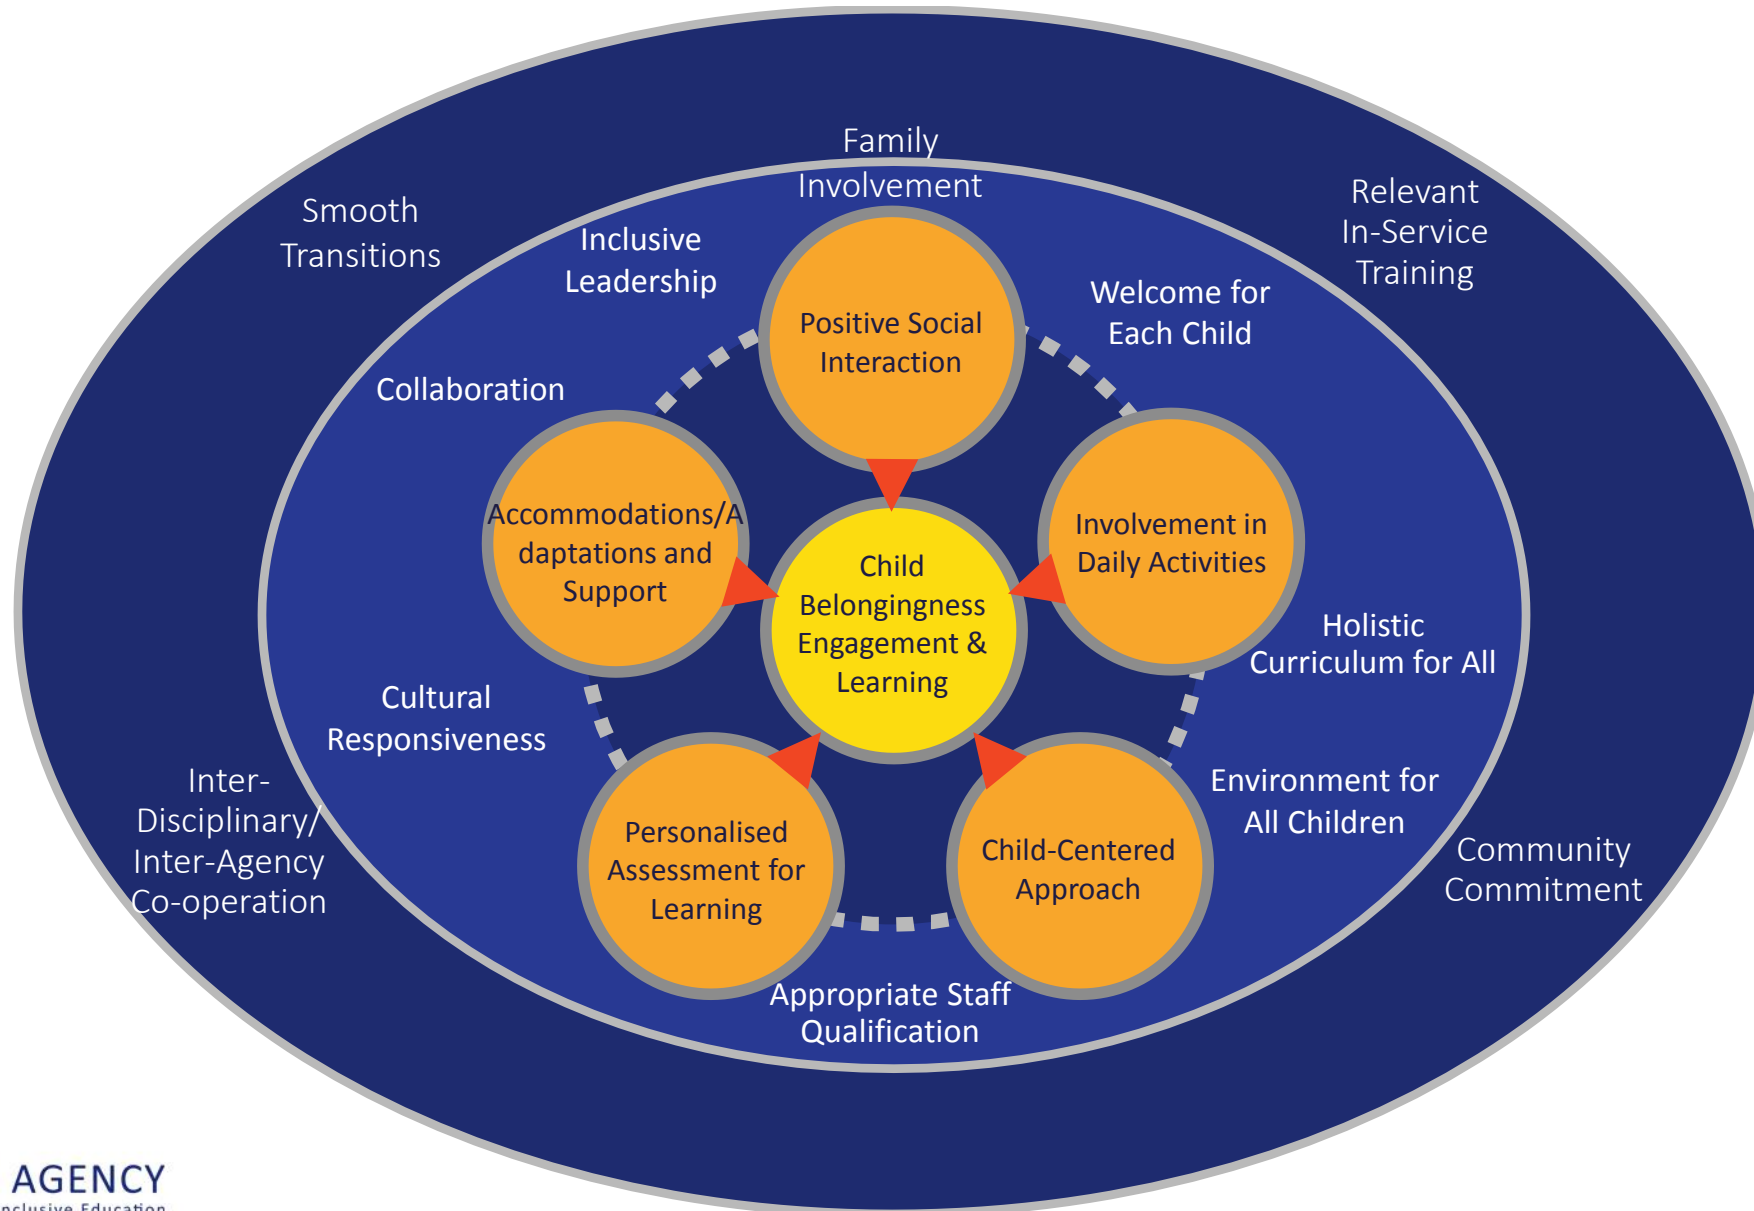 Family
Involvement
Smooth
Transitions
Relevant
In-Service
Training
Inclusive
Leadership
Welcome for
Each Child
Positive Social
Interaction
Collaboration
Accommodations/A
daptations and
Support
Involvement in
Daily Activities
Child
Belongingness
Engagement &
Learning
Holistic
Curriculum for All
Cultural
Responsiveness
Inter-
Disciplinary/
Inter-Agency
Co-operation
Environment for
All Children
Personalised
Assessment for
Learning
Child-Centered
Approach
Community
Commitment
Appropriate Staff
Qualification
AGENCY
nclusive Education